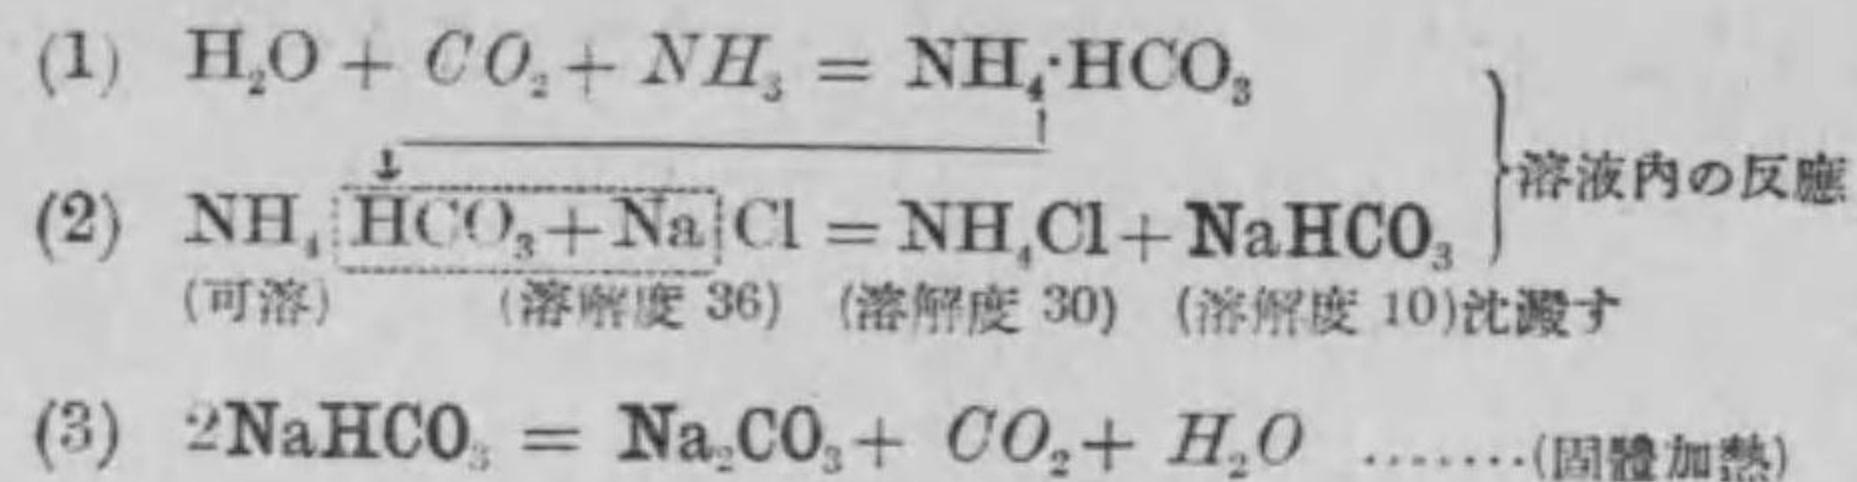 (1) H₂O + CO₂ + NH₃ = NH₄·HCO₃
溶液內の反應
(2) NH₄ HCO₃+Na Cl = NH₄Cl + NaHCO₃
(可溶) (溶解度 36) (溶解度 30) (溶解度 10)沈澱す
(3) 2NaHCO₃ = Na₂CO₃ + CO₂ + H₂O ········(固體加熱)